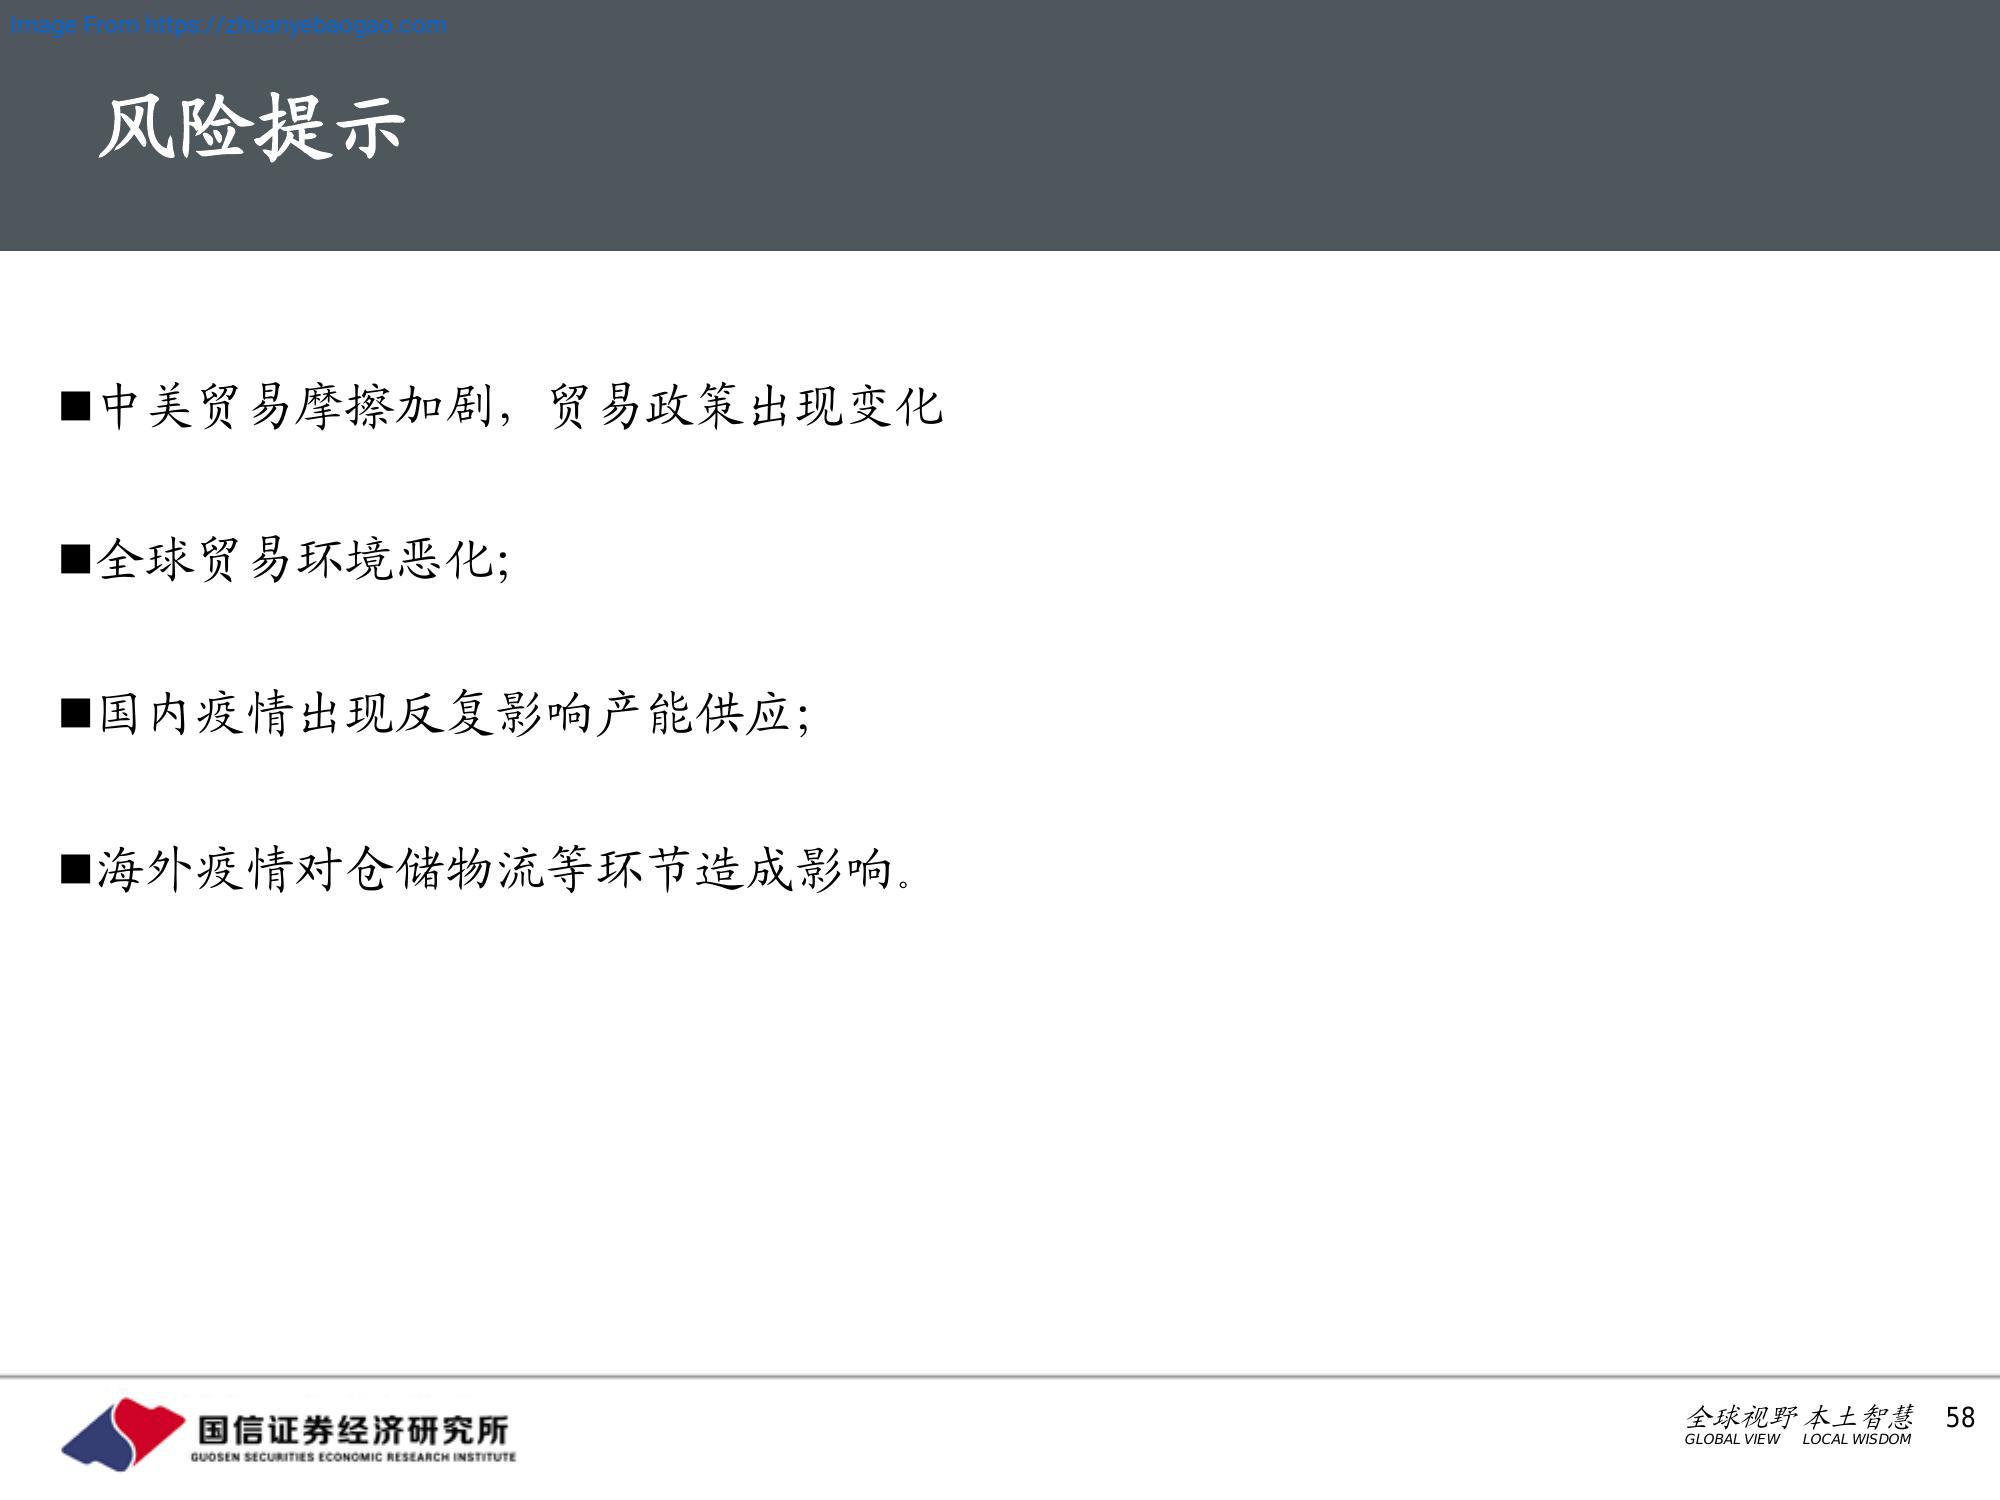 Image From https://zhuanyebaogao.com
风险提示
■中美贸易摩擦加剧，贸易政策出现变化
■全球贸易环境恶化；
■国内疫情出现反复影响产能供应；
■海外疫情对仓储物流等环节造成影响。
国信证券经济研究所
GUOSEN SECURITIES ECONOMIC RESEARCH INSTITUTE
全球视野 本土智慧 58
GLOBAL VIEW LOCAL WISDOM